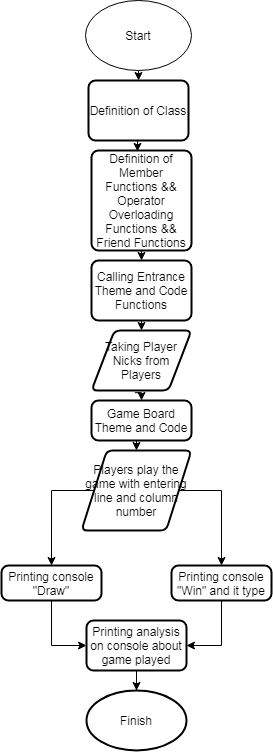 Start
Definition of Class
Definition of
Member
Functions &&
Operator
Overloading
Functions &&
Friend Functions
Calling Entrance
Theme and Code
Functions
Taking Player
Nicks from
Players
Game Board
Theme and Code
Players play the
game with entering
line and column
number
Printing console
"Draw"
Printing console
"Win" and it type
Printing analysis
on console about
game played
Finish